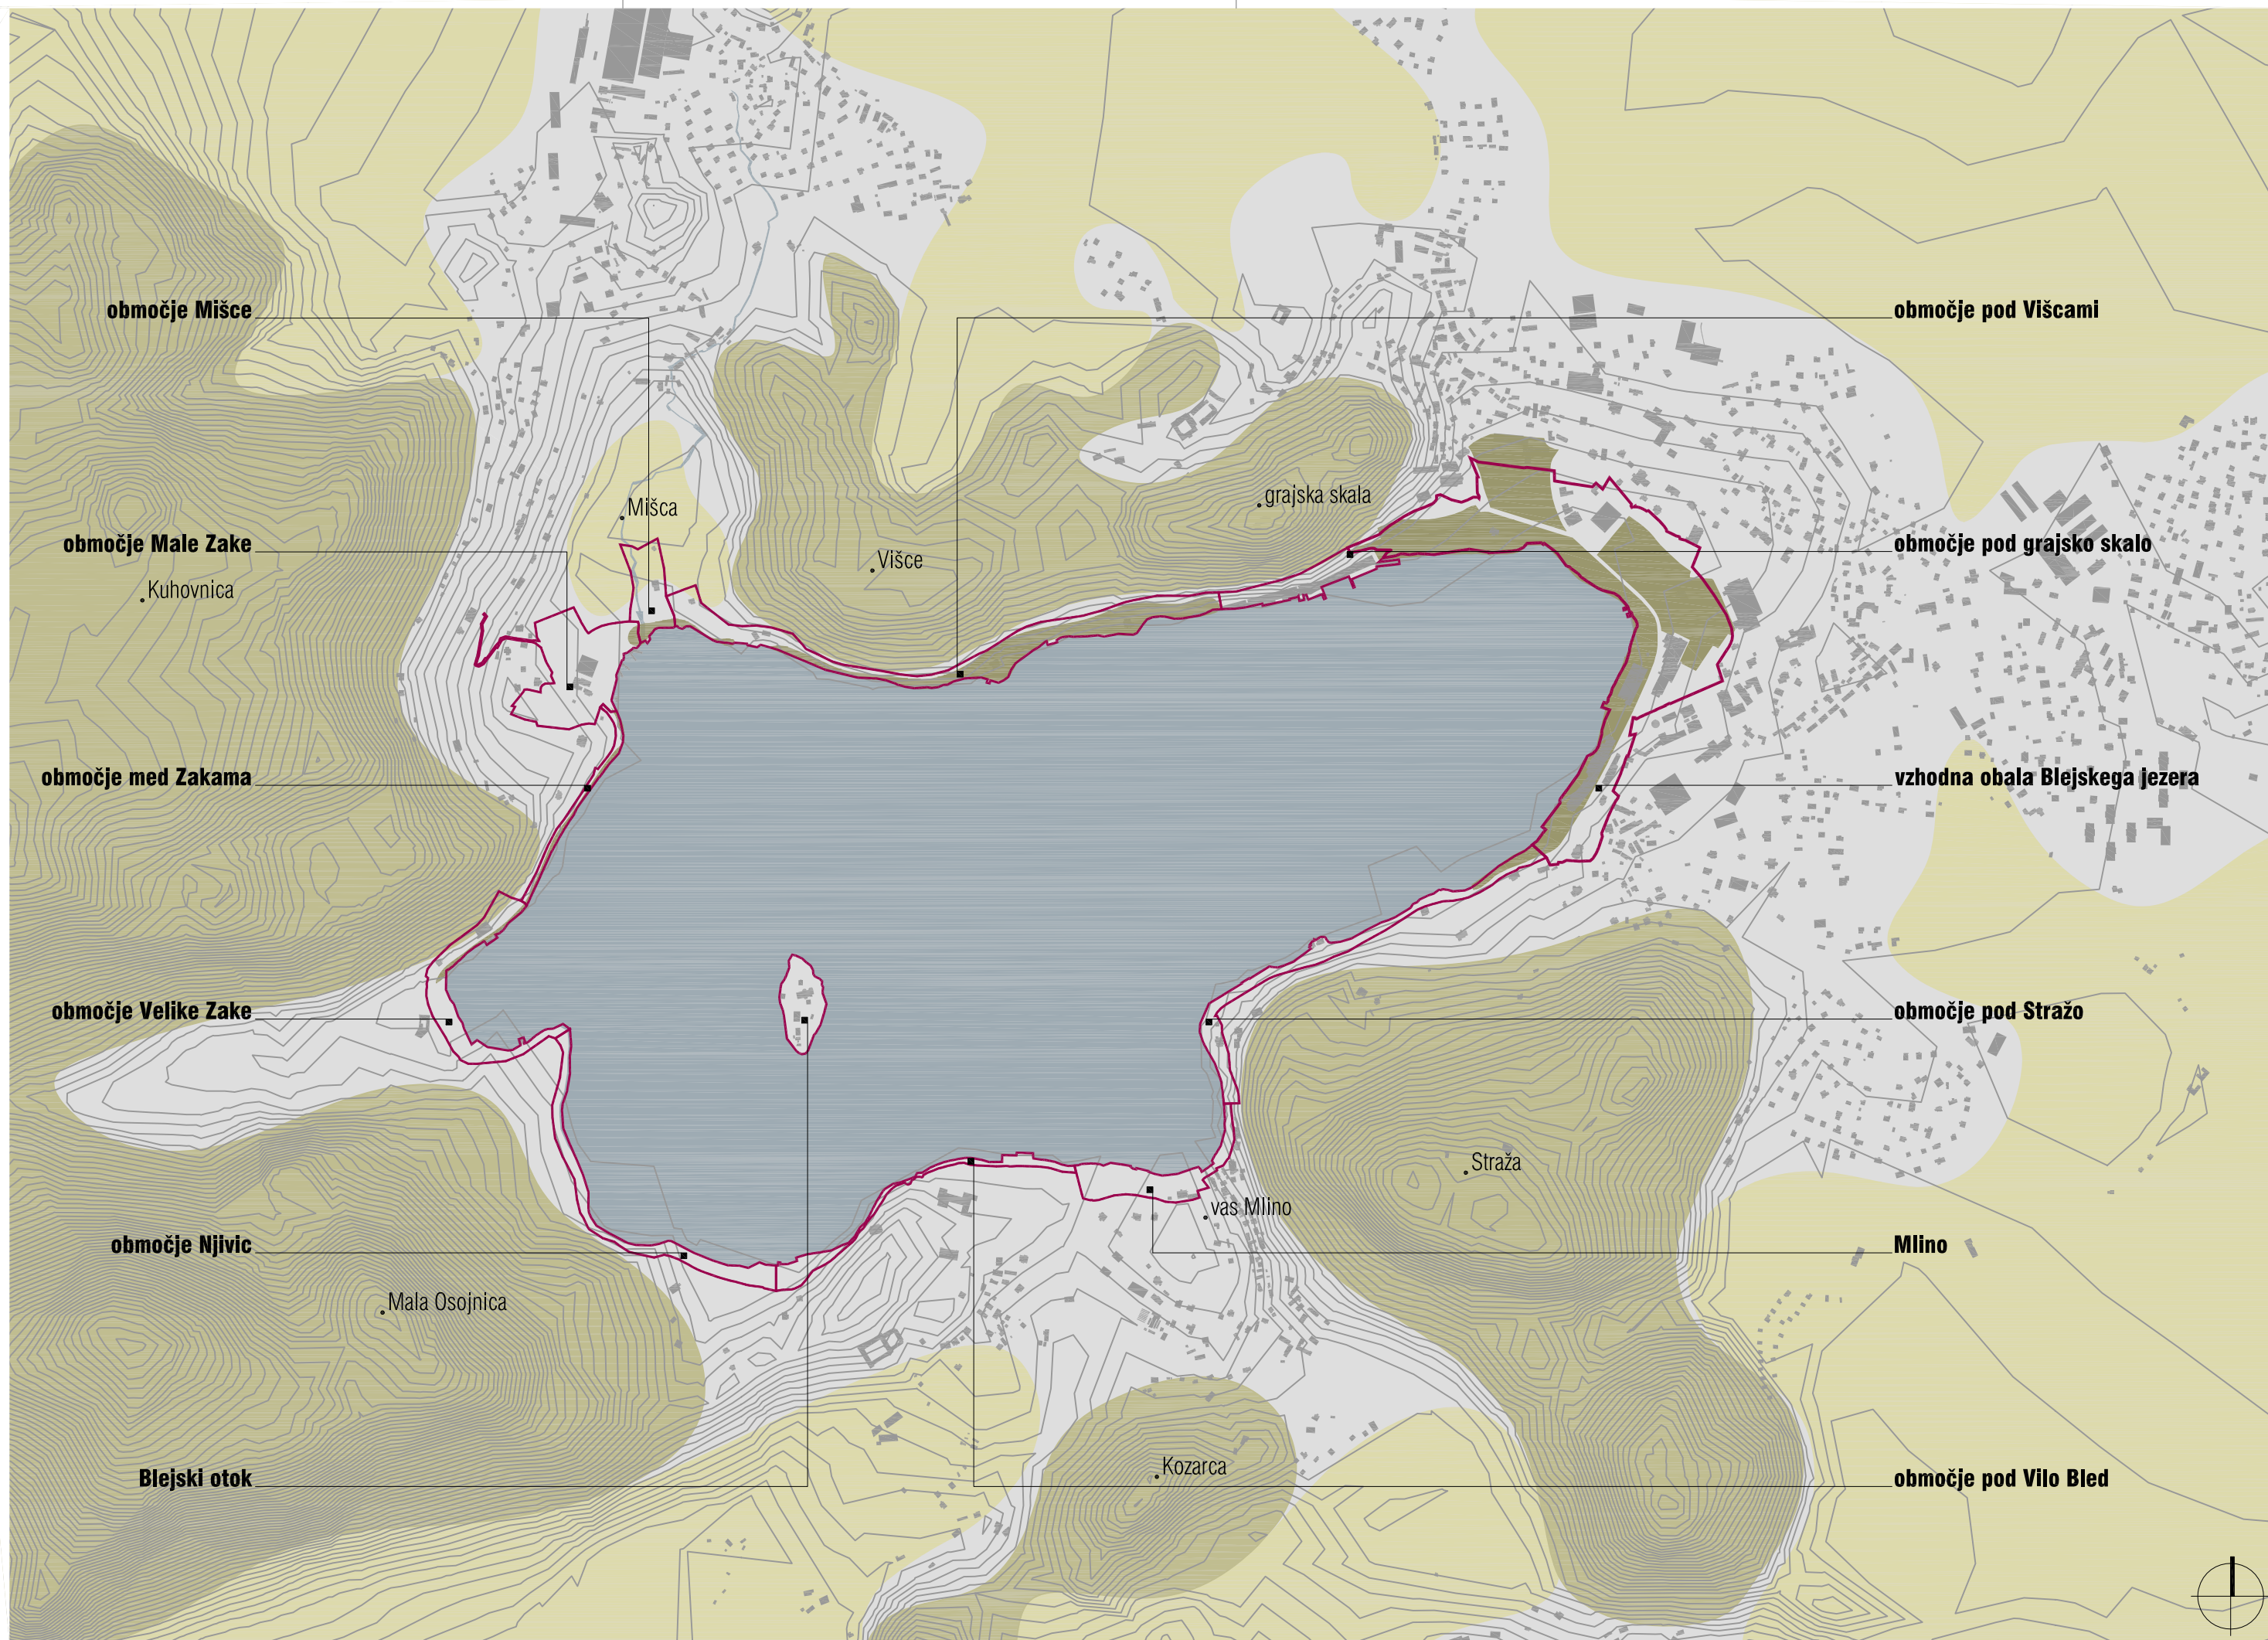 območje Mišce
območje pod Višcami
grajska skala
Mišca
območje Male Zake
območje pod grajsko skalo
Višce
Kuhovnica
območje med Zakama
vzhodna obala Blejskega jezera
območje Velike Zake
območje pod Stražo
Straža
vas Mlino
območje Njivic
Mlino
Mala Osojnica
Kozarca
Blejski otok
območje pod Vilo Bled